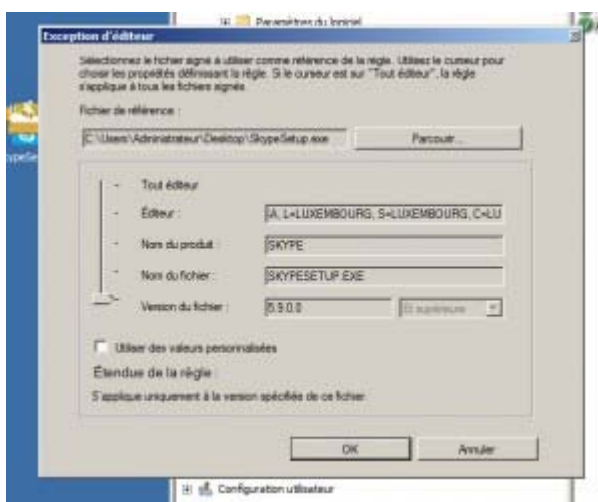 Paramètres du logiciel
Exception d'éditeur
Sélectionnez le fichier signé à utiliser comme référence de la règle. Utilisez le curseur pour
choisir les propriétés définissant la règle. Si le curseur est sur "Tout éditeur", la règle
s'applique à tous les fichiers signés.
Fichier de référence :
C:\Users\Administrateur\Desktop\SkypeSetup.exe
Parcourir...
Tout éditeur
Éditeur :
A, L=LUXEMBOURG, S=LUXEMBOURG, C=LU
Nom du produit :
SKYPE
Nom du fichier :
SKYPESETUP.EXE
Version du fichier :
6.9.0.0
Et supérieure
Utiliser des valeurs personnalisées
Étendue de la règle :
S'applique uniquement à la version spécifiée de ce fichier.
OK
Annuler
Configuration utilisateur